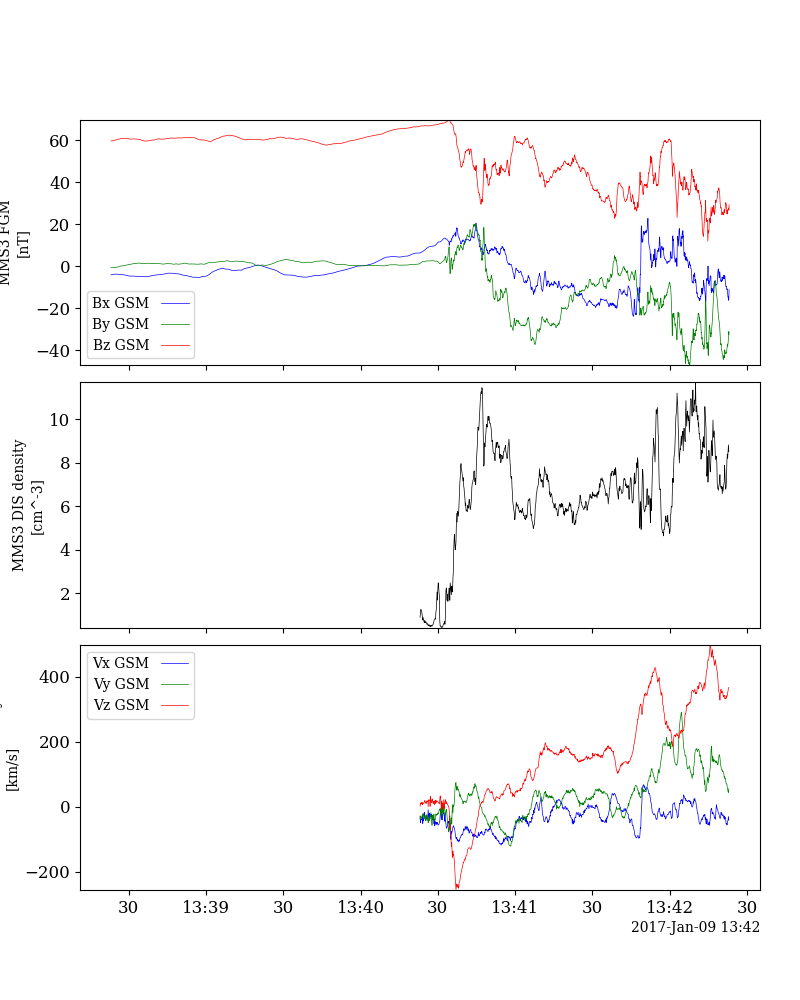 60
40
20
0
−20
−40
MMS3 FGM
[nT]
Bx GSM
By GSM
Bz GSM
10
8
6
4
2
MMS3 DIS density
[cm^-3]
400
200
0
−200
[km/s]
Vx GSM
Vy GSM
Vz GSM
30 13:39 30 13:40 30 13:41 30 13:42 30
2017-Jan-09 13:42